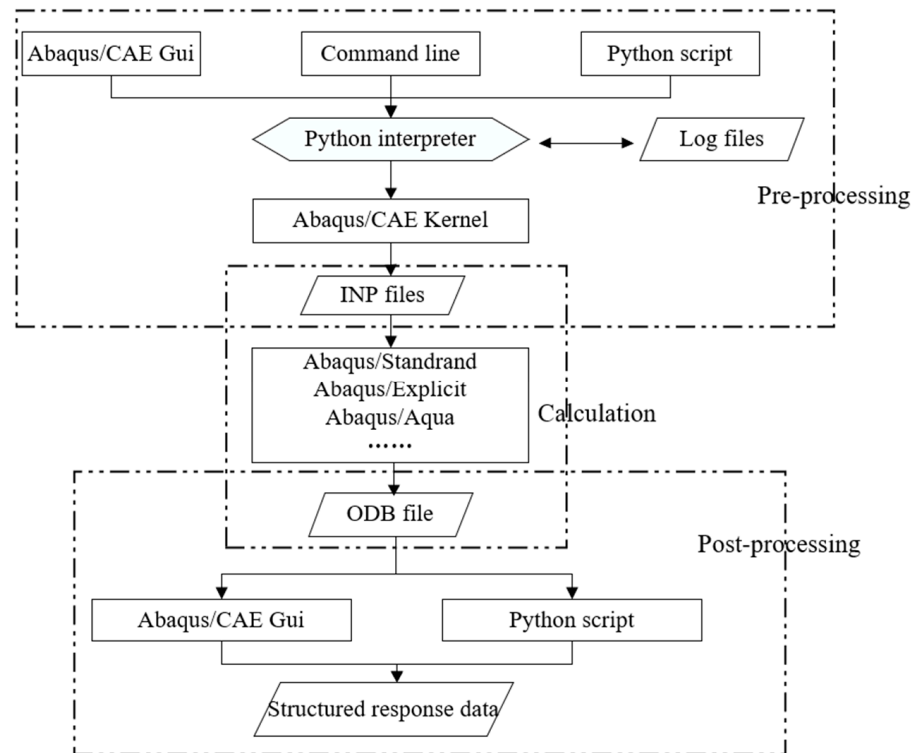 Abaqus/CAE Gui
Command line
Python script
Python interpreter
Log files
Pre-processing
Abaqus/CAE Kernel
INP files
Abaqus/Standrand
Abaqus/Explicit
Abaqus/Aqua
......
Calculation
ODB file
Post-processing
Abaqus/CAE Gui
Python script
Structured response data